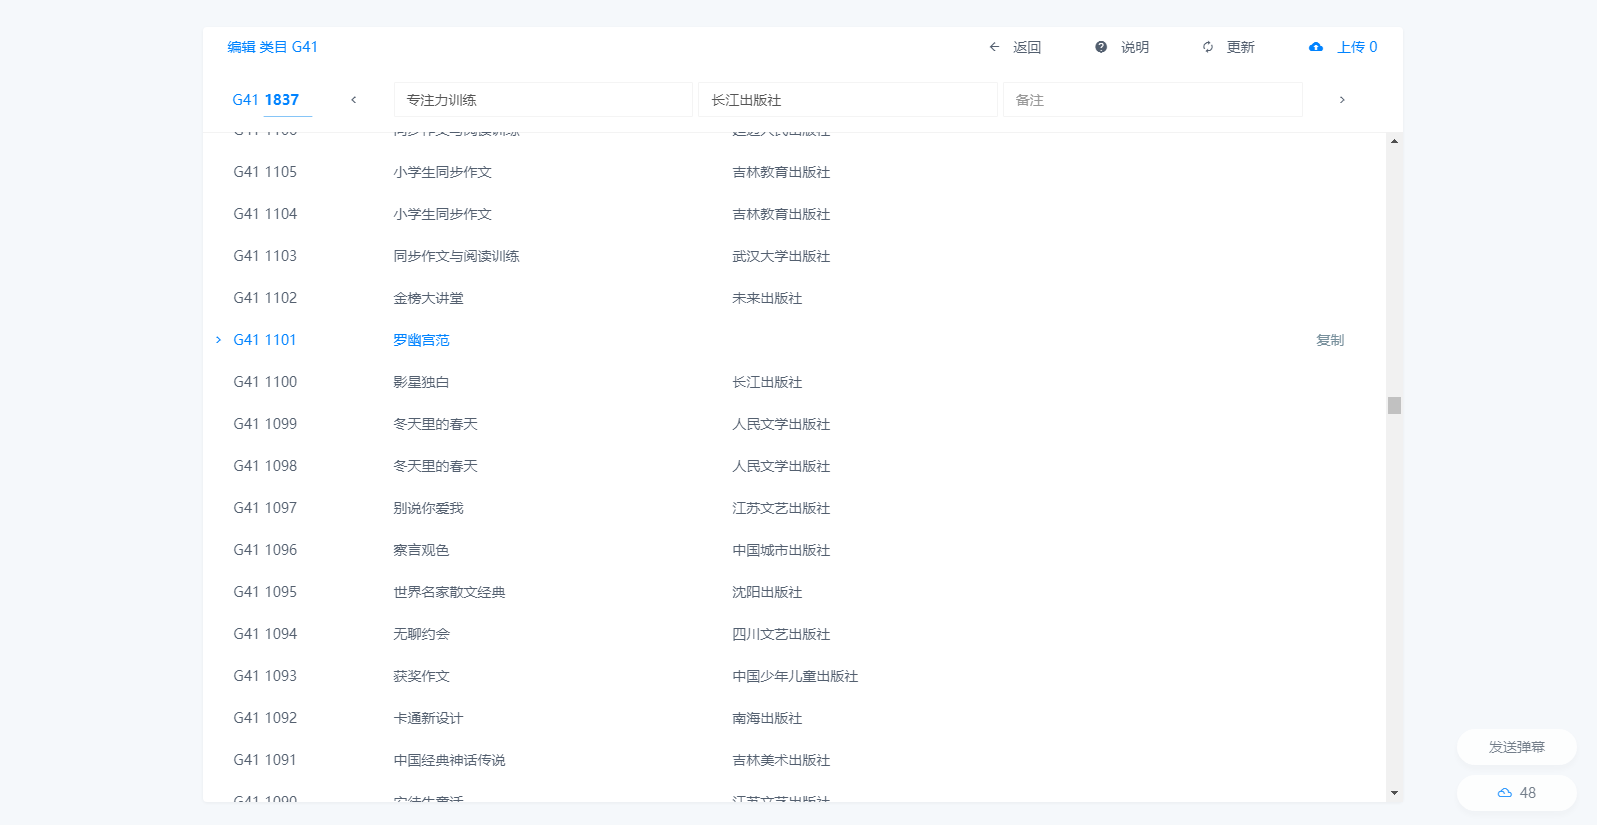 编辑 类目 G41 返回 说明 更新 上传 0
G41 1837 专注力训练 长江出版社 备注
G41 1105 小学生同步作文 吉林教育出版社
G41 1104 小学生同步作文 吉林教育出版社
G41 1103 同步作文与阅读训练 武汉大学出版社
G41 1102 金榜大讲堂 未来出版社
G41 1101 罗幽宫范 复制
G41 1100 影星独白 长江出版社
G41 1099 冬天里的春天 人民文学出版社
G41 1098 冬天里的春天 人民文学出版社
G41 1097 别说你爱我 江苏文艺出版社
G41 1096 察言观色 中国城市出版社
G41 1095 世界名家散文经典 沈阳出版社
G41 1094 无聊约会 四川文艺出版社
G41 1093 获奖作文 中国少年儿童出版社
G41 1092 卡通新设计 南海出版社
G41 1091 中国经典神话传说 吉林美术出版社
发送弹幕
48